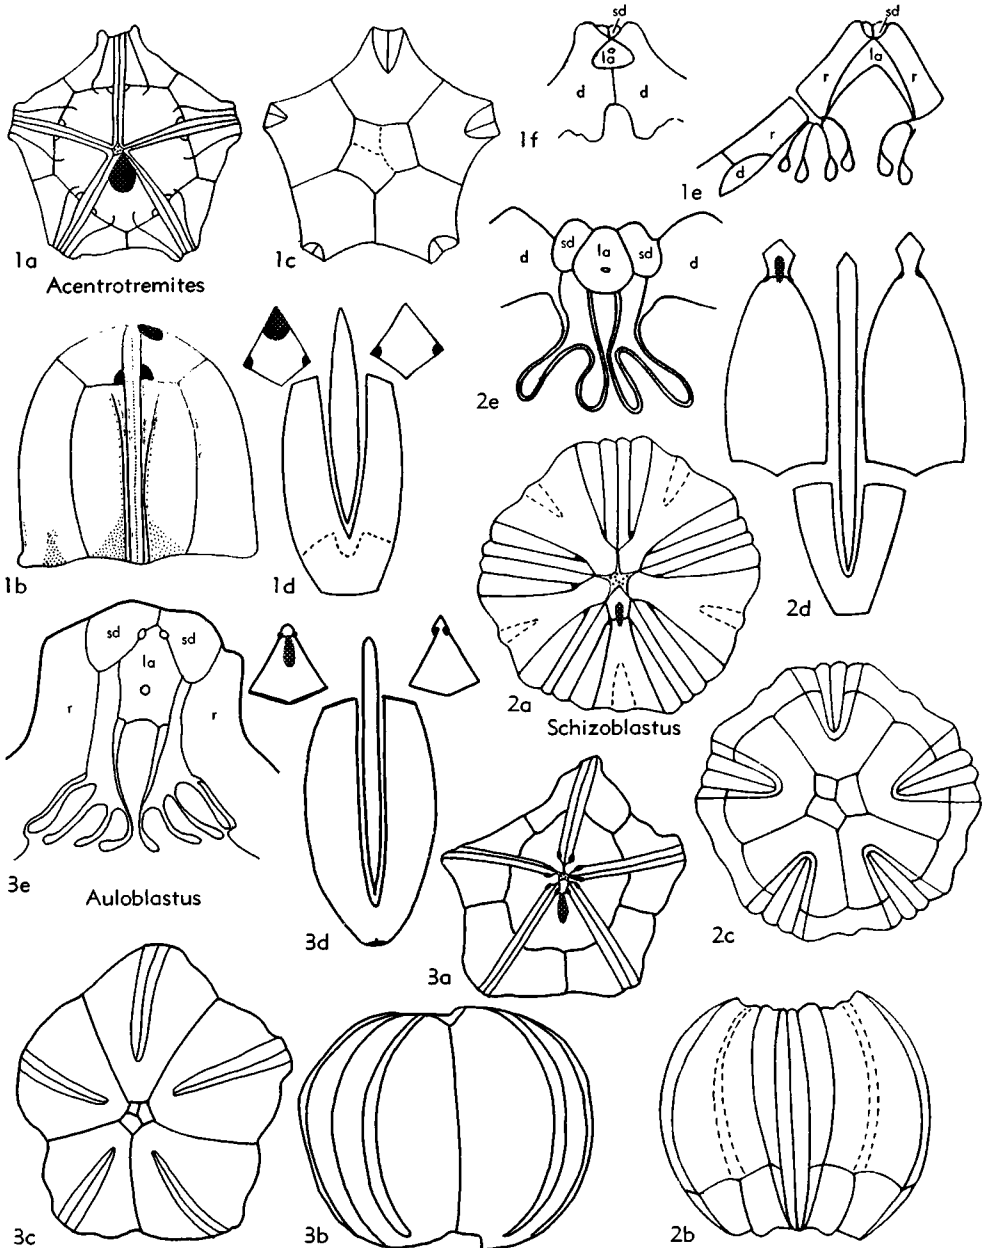 sd
la
d
d
1f
sd
r
la
r
r
d
1e
1a
1c
Acentrotremites
sd
la
sd
d
d
2e
1b
1d
2d
2a
Schizoblastus
sd
sd
la
r
r
3e
Auloblastus
3d
3a
2c
3c
3b
2b